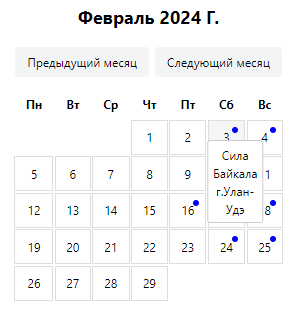 Февраль 2024 Г.
Предыдущий месяц Следующий месяц
Пн Вт Ср Чт Пт Сб Вс
1 2 3 4
Сила
Байкала
г.Улан-
Удэ
5 6 7 8 9 1
12 13 14 15 16 8
19 20 21 22 23 24 25
26 27 28 29